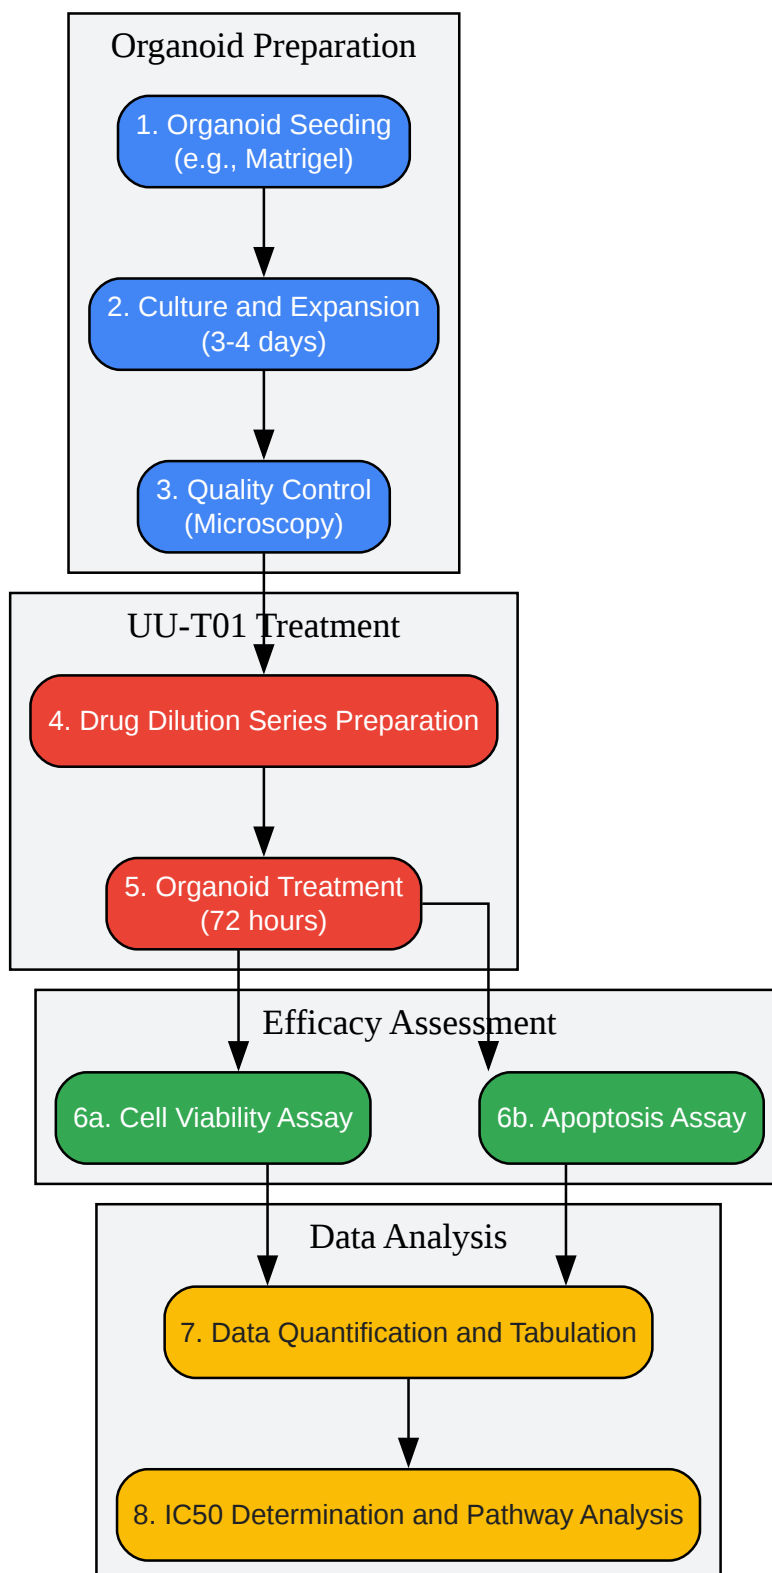 Organoid Preparation
1. Organoid Seeding
(e.g., Matrigel)
2. Culture and Expansion
(3-4 days)
3. Quality Control
(Microscopy)
UU-T01 Treatment
4. Drug Dilution Series Preparation
5. Organoid Treatment
(72 hours)
Efficacy Assessment
6a. Cell Viability Assay
6b. Apoptosis Assay
Data Analysis
7. Data Quantification and Tabulation
8. IC50 Determination and Pathway Analysis